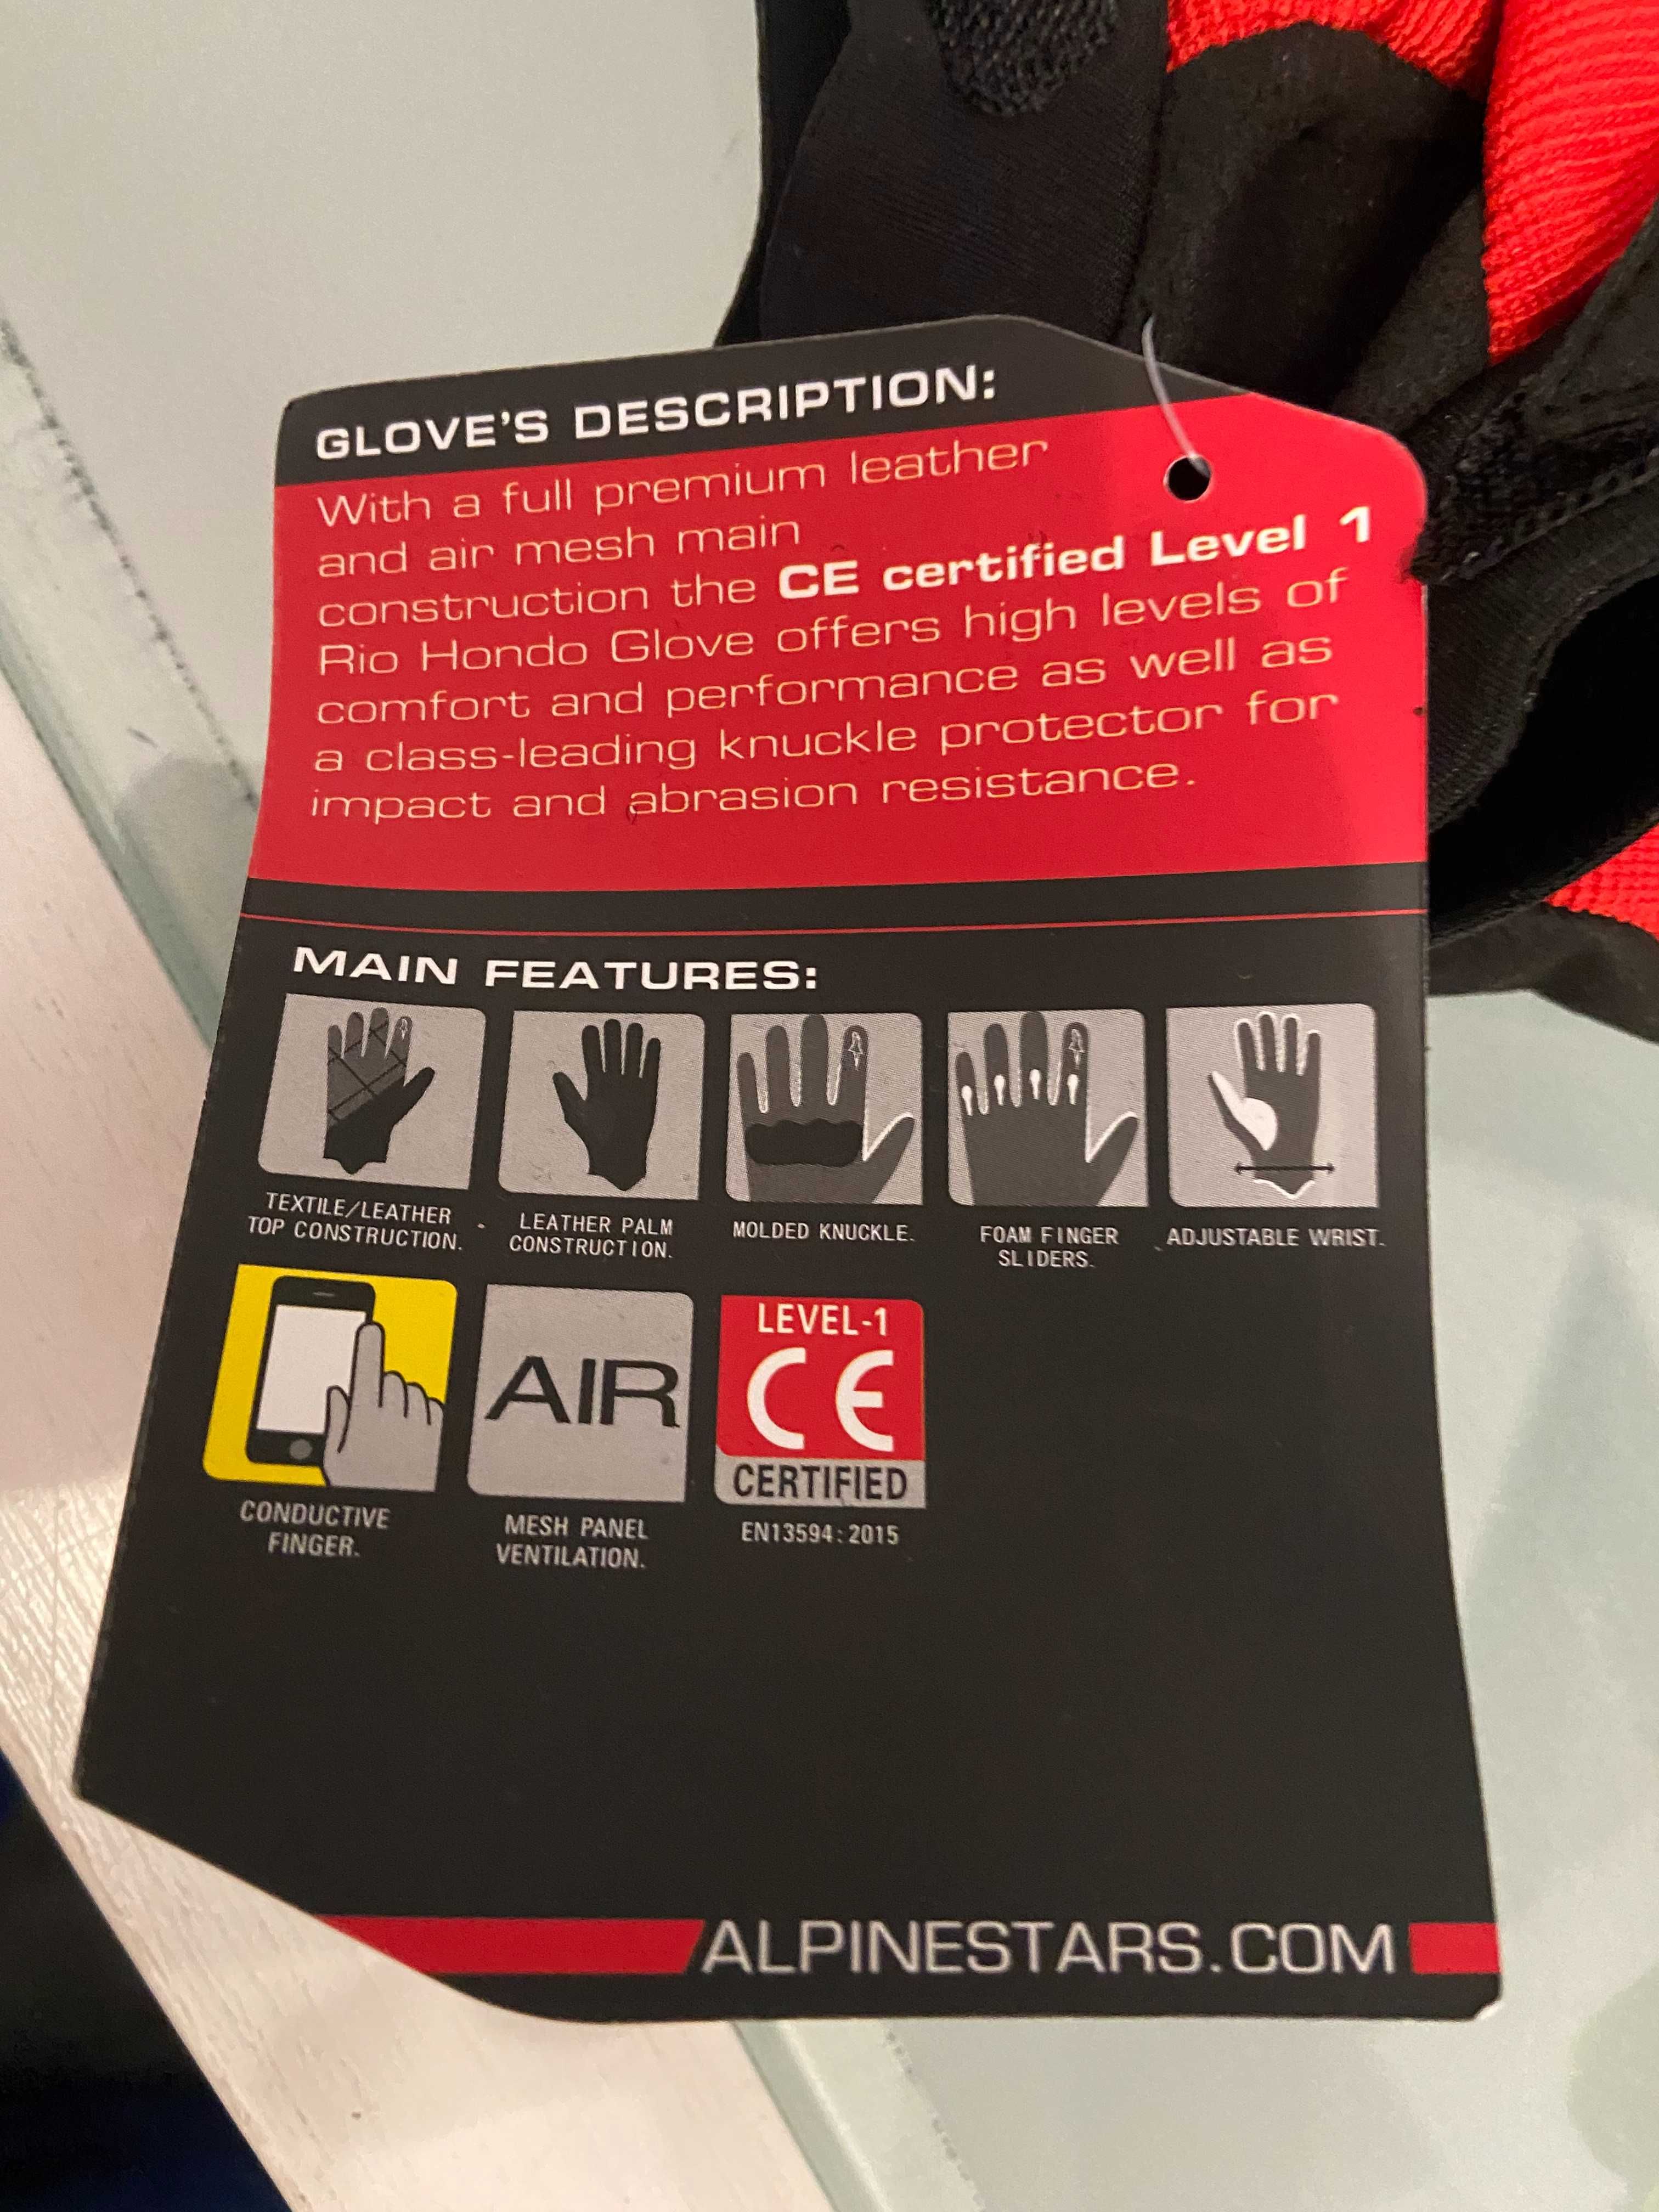 GLOVE'S DESCRIPTION:
With a full premium leather
and air mesh main
construction the CE certified Level 1
Rio Hondo Glove offers high levels of
comfort and performance as well as
a class-leading knuckle protector for
impact and abrasion resistance.
MAIN FEATURES:
TEXTILE/LEATHER
TOP CONSTRUCTION.
LEATHER PALM
CONSTRUCTION.
MOLDED KNUCKLE.
FOAM FINGER
SLIDERS.
ADJUSTABLE WRIST.
CONDUCTIVE
FINGER.
AIR
MESH PANEL
VENTILATION.
LEVEL-1
CE
CERTIFIED
EN13594:2015
ALPINESTARS.COM